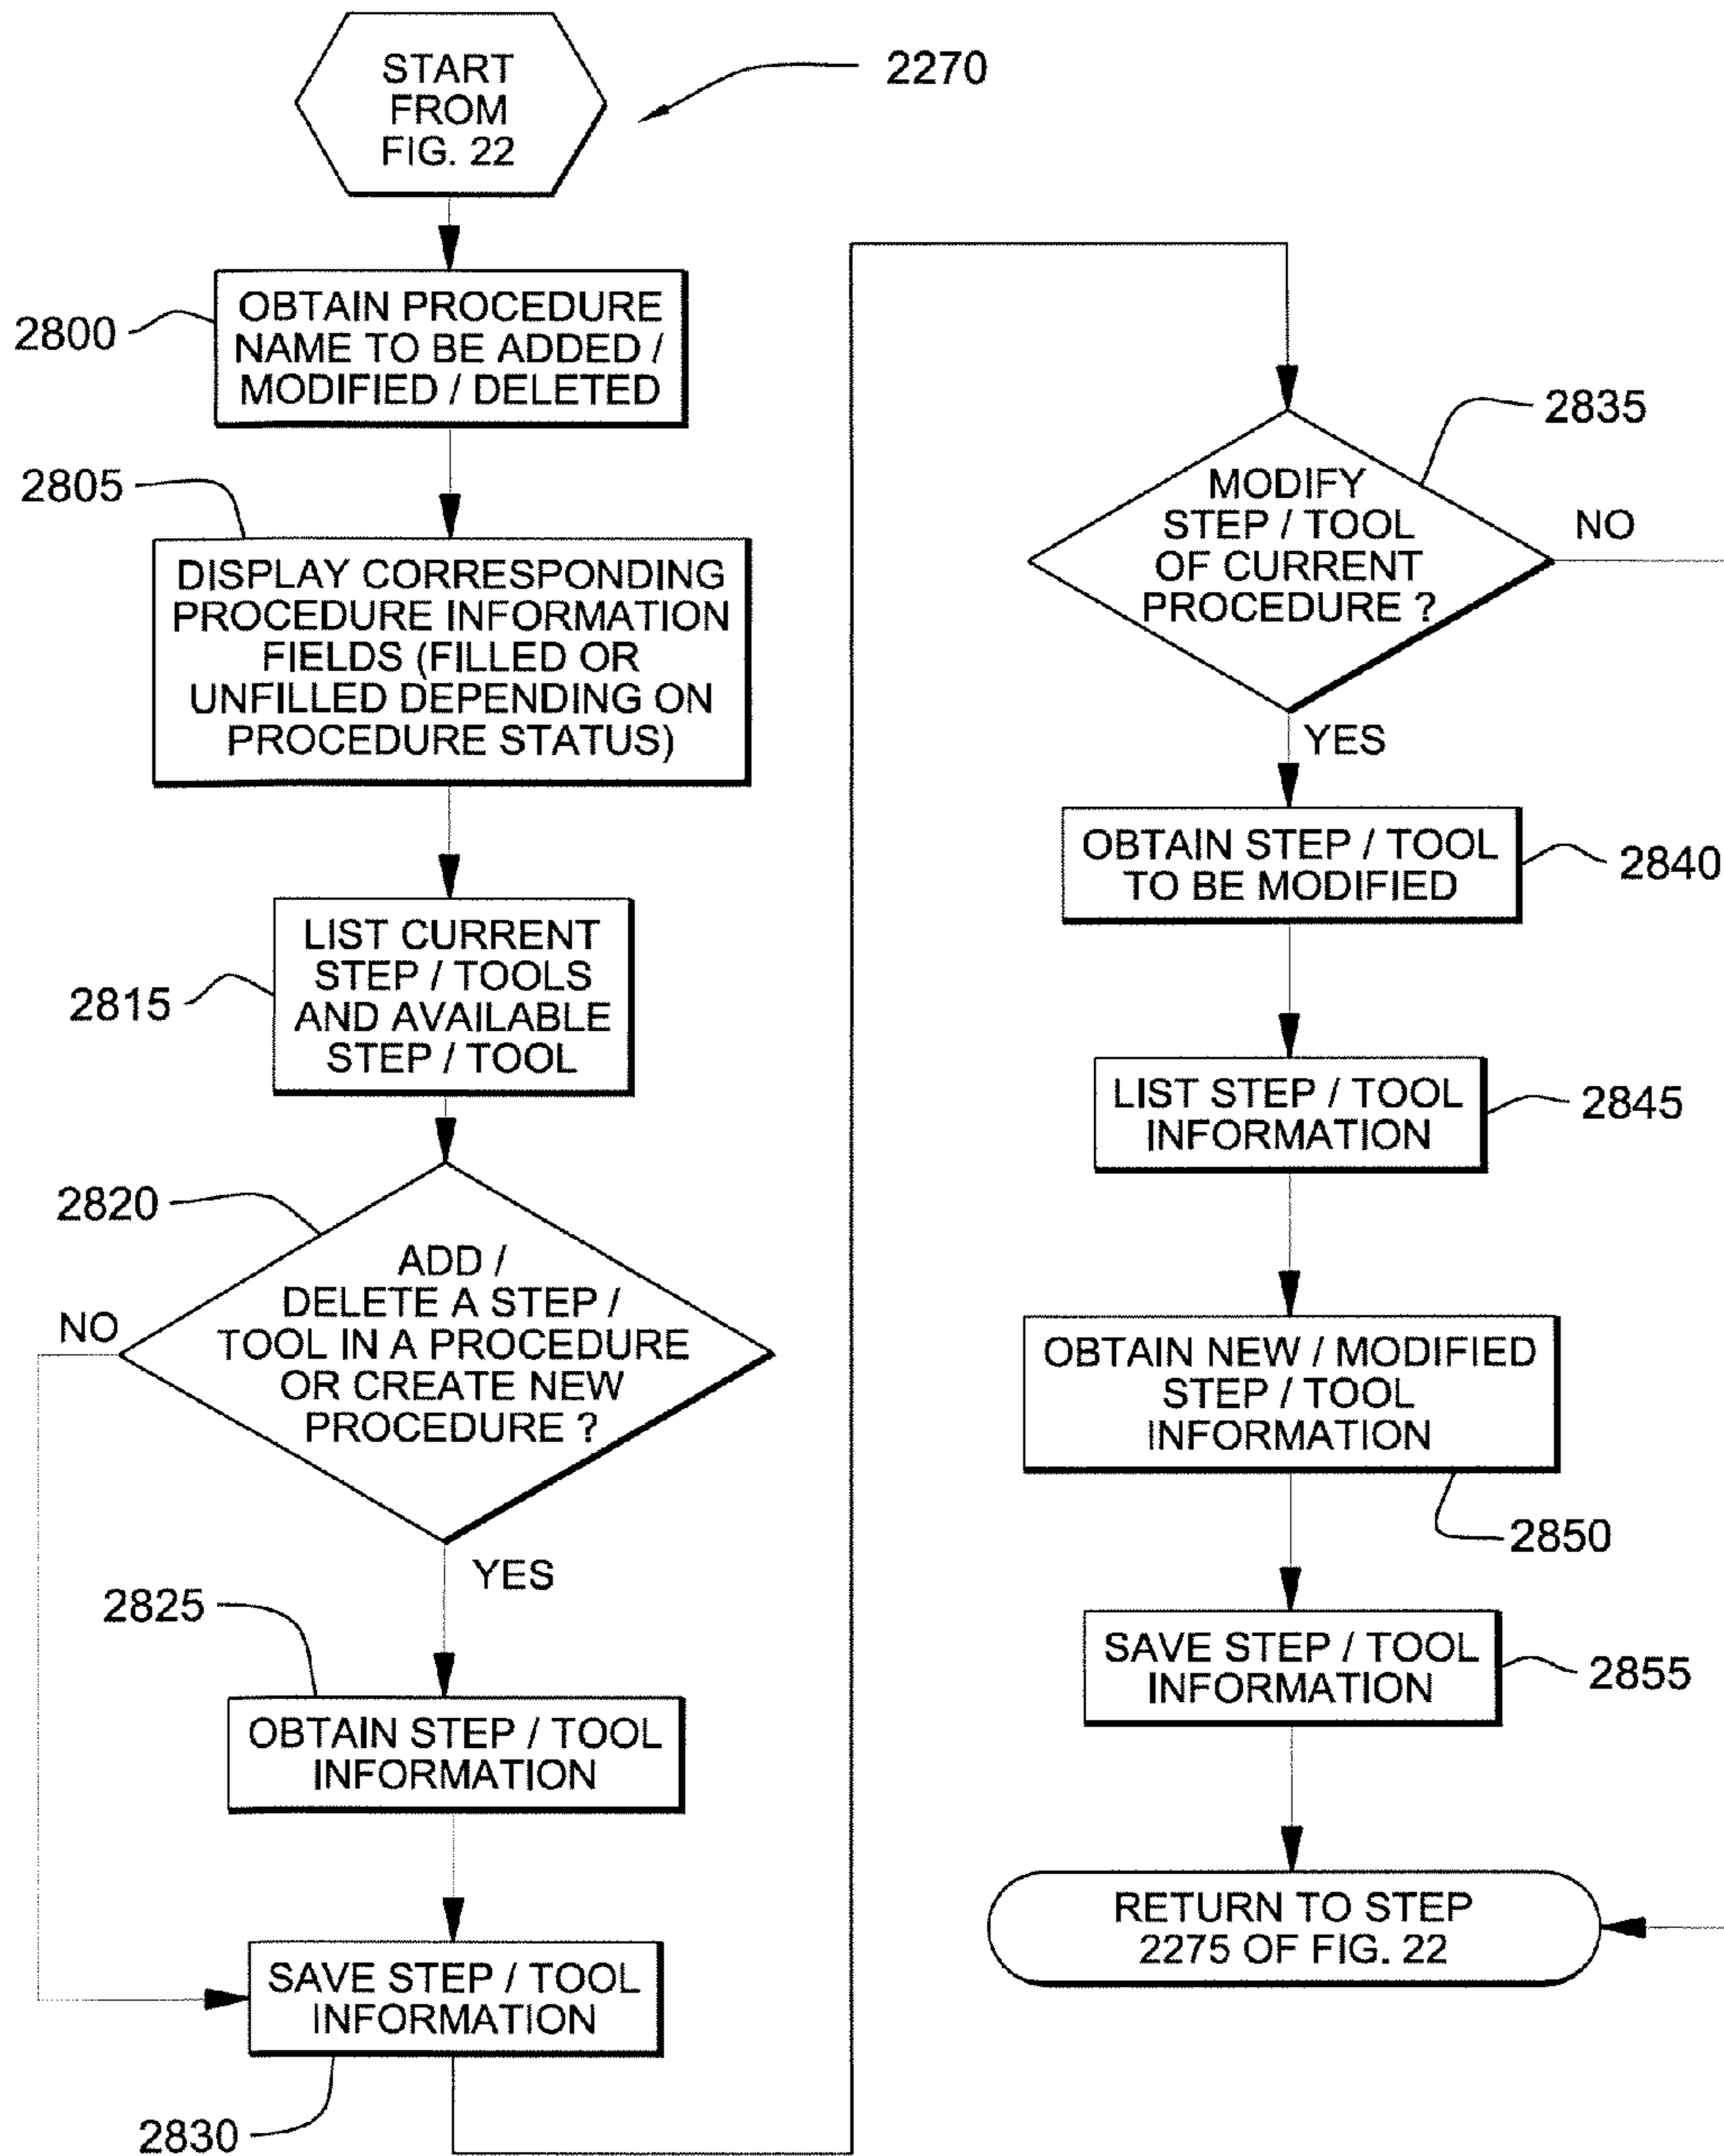 START
FROM
FIG. 22
2270
2800
OBTAIN PROCEDURE
NAME TO BE ADDED /
MODIFIED / DELETED
2805
DISPLAY CORRESPONDING
PROCEDURE INFORMATION
FIELDS (FILLED OR
UNFILLED DEPENDING ON
PROCEDURE STATUS)
2815
LIST CURRENT
STEP / TOOLS
AND AVAILABLE
STEP / TOOL
2820
ADD /
DELETE A STEP /
TOOL IN A PROCEDURE
OR CREATE NEW
PROCEDURE ?
NO
YES
2825
OBTAIN STEP / TOOL
INFORMATION
SAVE STEP / TOOL
INFORMATION
2830
2835
MODIFY
STEP / TOOL
OF CURRENT
PROCEDURE ?
NO
YES
OBTAIN STEP / TOOL
TO BE MODIFIED
2840
LIST STEP / TOOL
INFORMATION
2845
OBTAIN NEW / MODIFIED
STEP / TOOL
INFORMATION
2850
SAVE STEP / TOOL
INFORMATION
2855
RETURN TO STEP
2275 OF FIG. 22